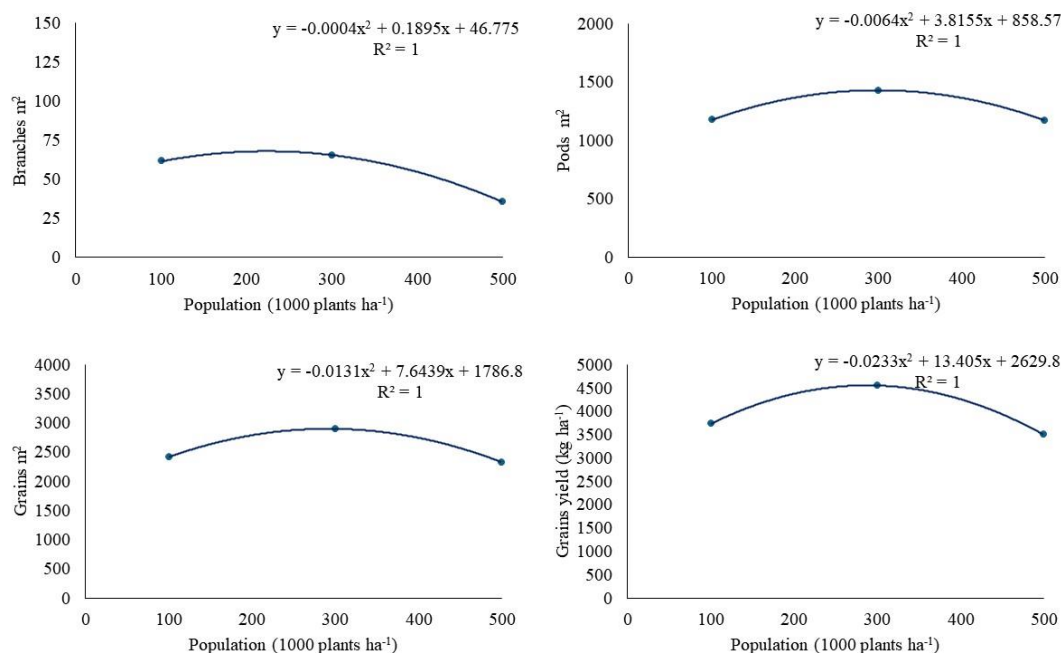 y = -0.0004x² + 0.1895x + 46.775
R² = 1
150
125
100
75
50
25
0
Branches m²
0 100 200 300 400 500
Population (1000 plants ha⁻¹)
y = -0.0064x² + 3.8155x + 858.57
R² = 1
2000
1500
1000
500
0
Pods m²
0 100 200 300 400 500
Population (1000 plants ha⁻¹)
y = -0.0131x² + 7.6439x + 1786.8
R² = 1
4000
3500
3000
2500
2000
1500
1000
500
0
Grains m²
0 100 200 300 400 500
Population (1000 plants ha⁻¹)
y = -0.0233x² + 13.405x + 2629.8
R² = 1
5000
4500
4000
3500
3000
2500
2000
1500
1000
500
0
Grains yield (kg ha⁻¹)
0 100 200 300 400 500
Population (1000 plants ha⁻¹)